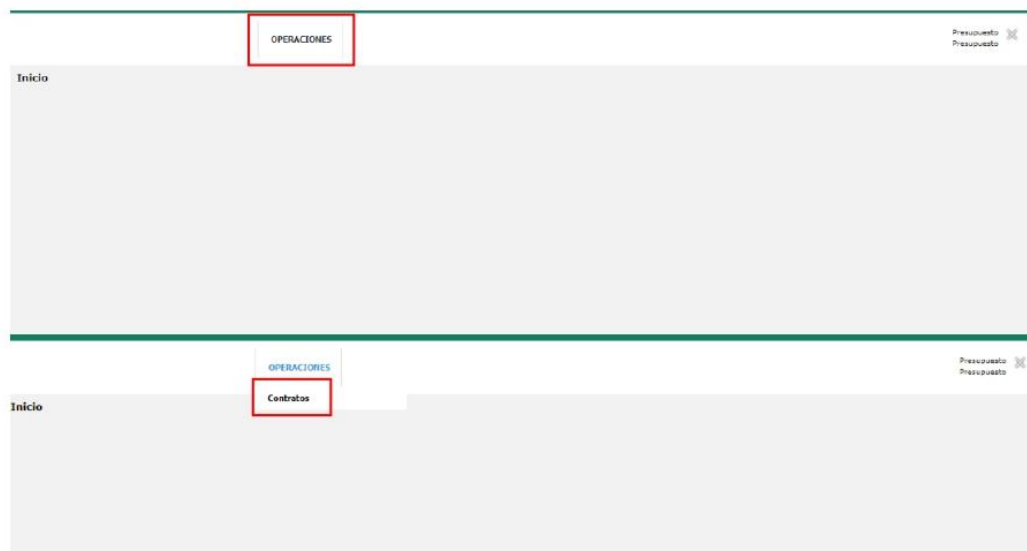 OPERACIONES
Presupuesto
Presupuesto
Inicio
OPERACIONES
Presupuesto
Presupuesto
Contratos
Inicio